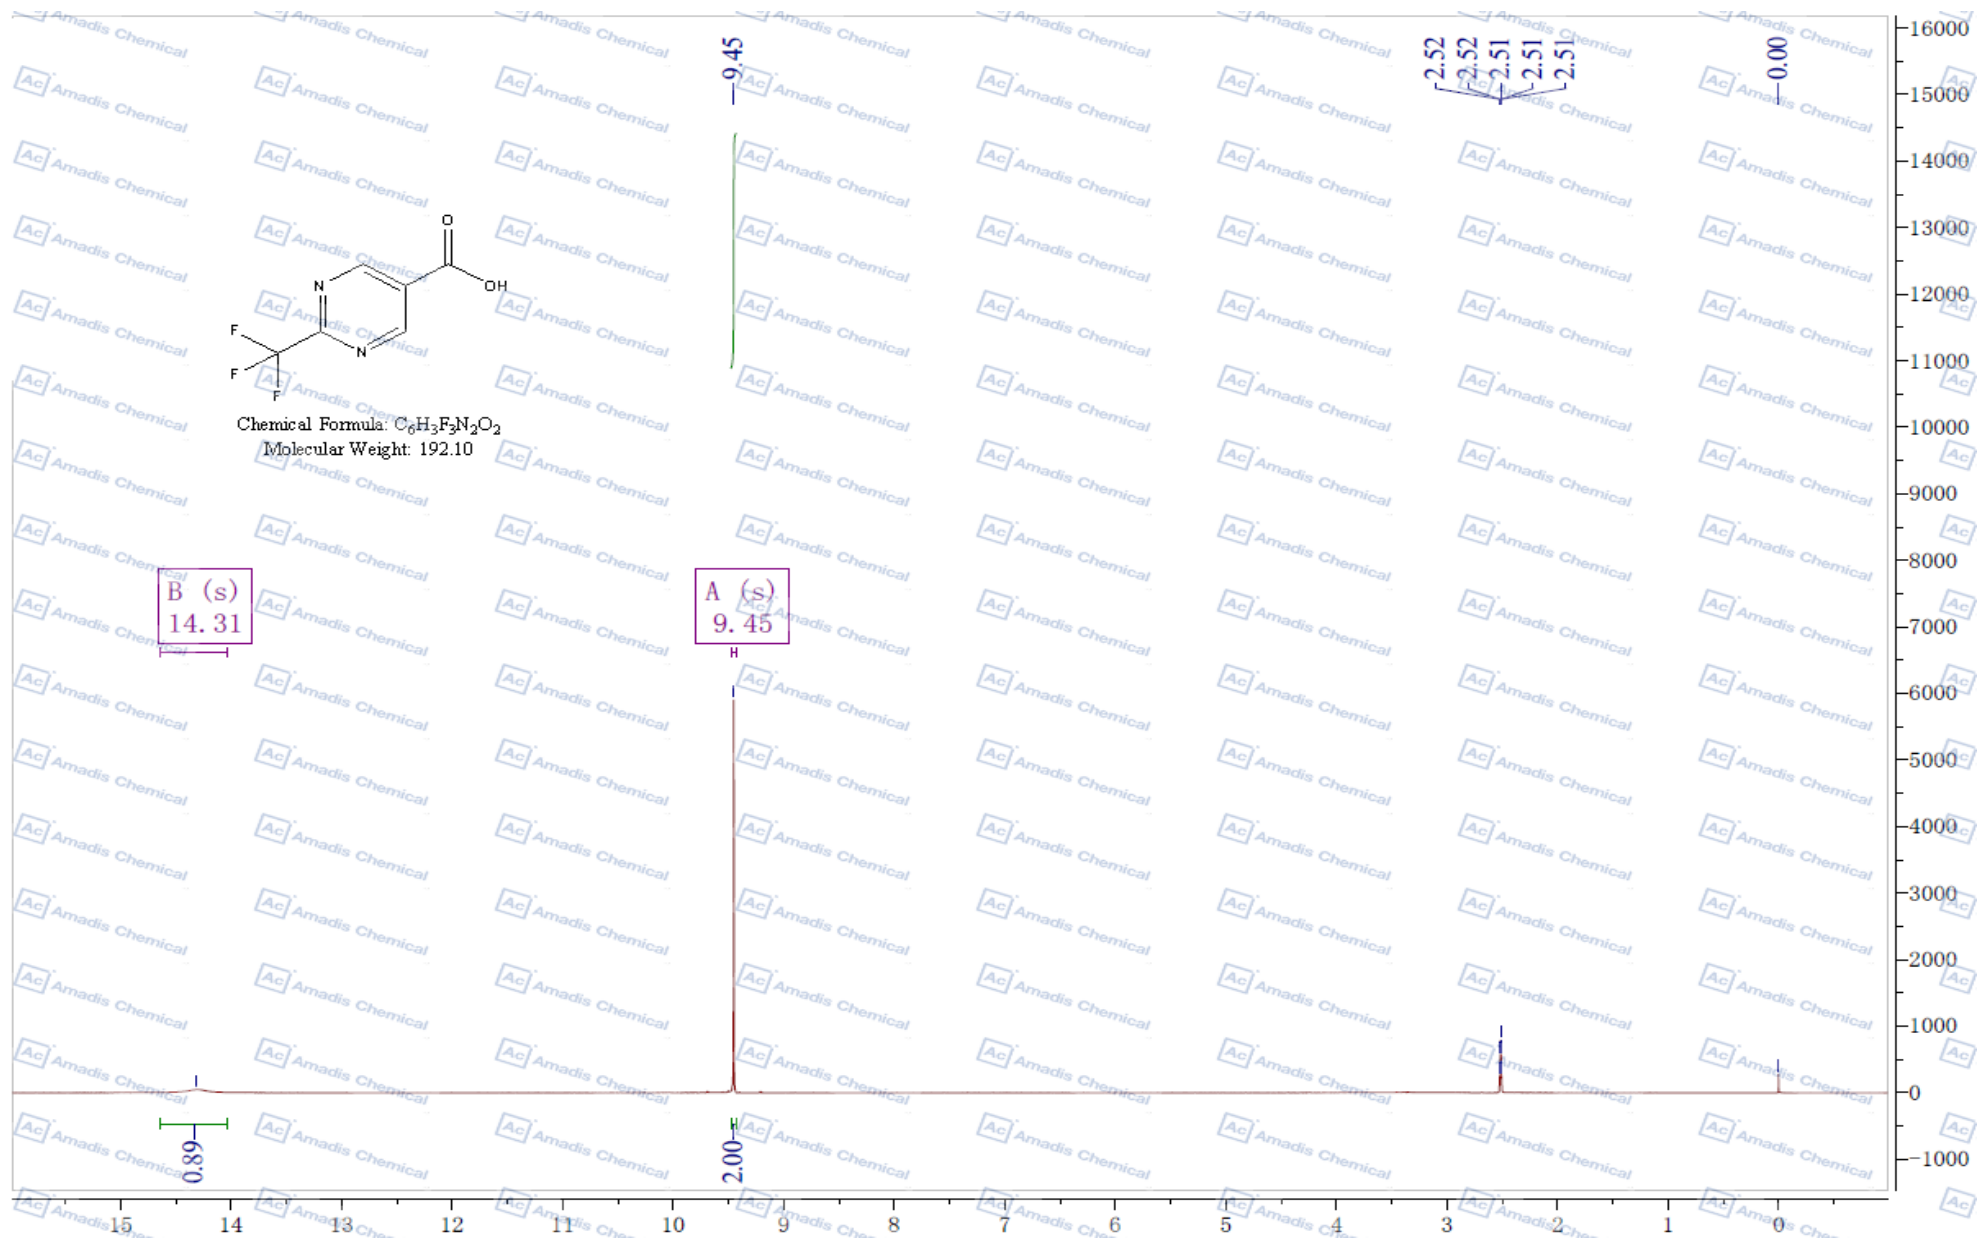 9.45
2.52
2.52
2.51
2.51
2.51
0.00
16000
15000
14000
13000
12000
11000
10000
9000
8000
7000
6000
5000
4000
3000
2000
1000
0
-1000
O
N
OH
F
N
F
F
Chemical Formula: C₆H₃F₃N₂O₂
Molecular Weight: 192.10
B (s)
14.31
A (s)
9.45
0.89
2.00
15 14 13 12 11 10 9 8 7 6 5 4 3 2 1 0
Ac Amadis Chemical